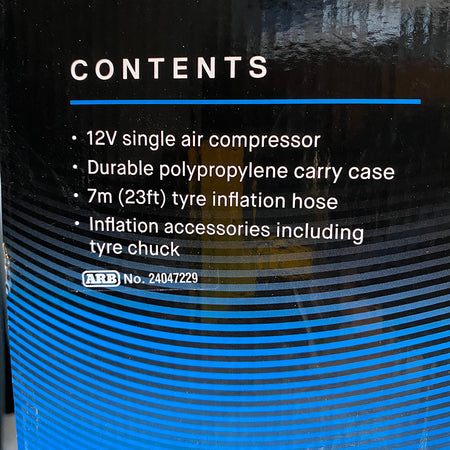 CONTENTS
· 12V single air compressor
· Durable polypropylene carry case
· 7m (23ft) tyre inflation hose
· Inflation accessories including
tyre chuck
ARB No. 24047229